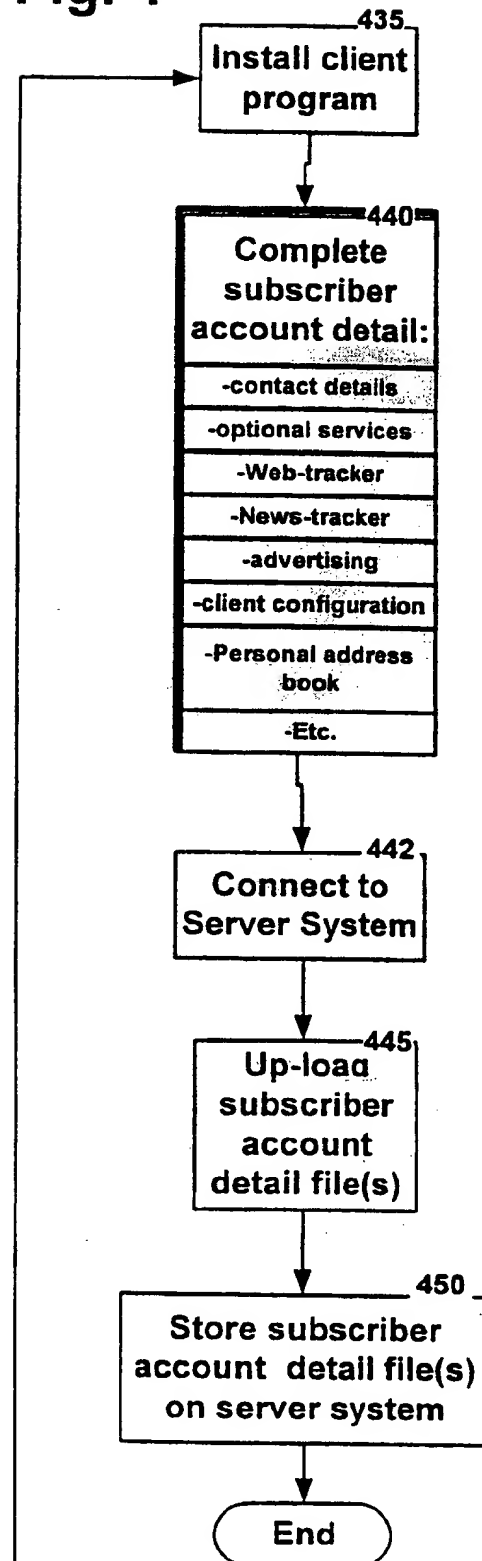 435
Install client
program
440
Complete
subscriber
account detail:
-contact details
-optional services
-Web-tracker
-News-tracker
-advertising
-client configuration
-Personal address
book
-Etc.
442
Connect to
Server System
445
Up-load
subscriber
account
detail file(s)
450
Store subscriber
account detail file(s)
on server system
End